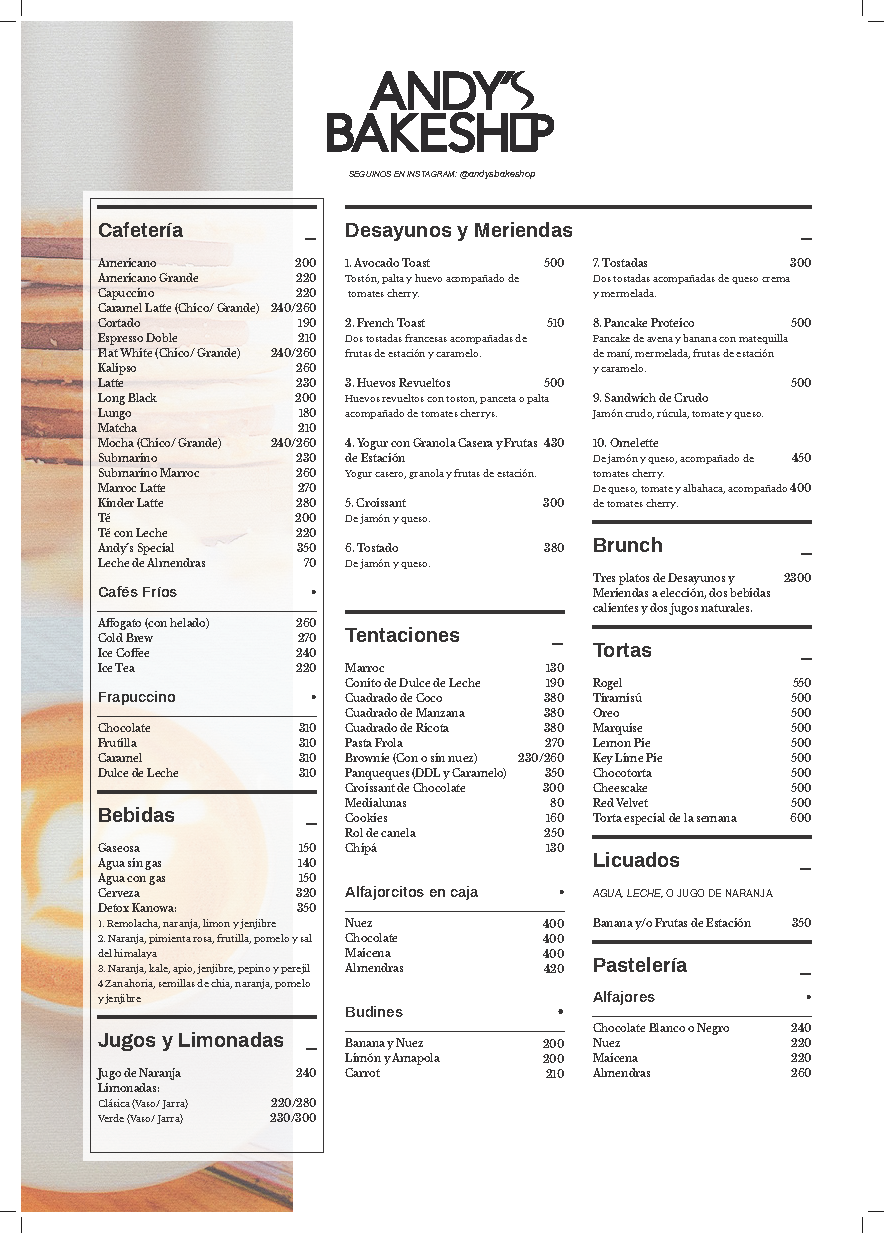 ANDY'S
BAKESHOP
SEGUINOS EN INSTAGRAM: @andysbakeshop
Cafetería _
Americano 200
Americano Grande 220
Capuccino 220
Caramel Latte (Chico/ Grande) 240/260
Cortado 190
Espresso Doble 210
Flat White (Chico/ Grande) 240/260
Kalipso 260
Latte 230
Long Black 200
Lungo 180
Matcha 210
Mocha (Chico/ Grande) 240/260
Submarino 230
Submarino Marroc 260
Marroc Latte 270
Kinder Latte 280
Té 200
Té con Leche 220
Andy's Special 350
Leche de Almendras 70
Cafés Fríos •
Affogato (con helado) 260
Cold Brew 270
Ice Coffee 240
Ice Tea 220
Frapuccino •
Chocolate 310
Frutilla 310
Caramel 310
Dulce de Leche 310
Bebidas _
Gaseosa 150
Agua sin gas 140
Agua con gas 150
Cerveza 320
Detox Kanowa: 350
1. Remolacha, naranja, limon y jenjibre
2. Naranja, pimienta rosa, frutilla, pomelo y sal
del himalaya
3. Naranja, kale, apio, jenjibre, pepino y perejil
4 Zanahoria, semillas de chia, naranja, pomelo
y jenjibre
Jugos y Limonadas _
Jugo de Naranja 240
Limonadas:
Clásica (Vaso/ Jarra) 220/280
Verde (Vaso/ Jarra) 230/300
Desayunos y Meriendas _
1. Avocado Toast 500
Tostón, palta y huevo acompañado de
tomates cherry.
2. French Toast 510
Dos tostadas francesas acompañadas de
frutas de estación y caramelo.
3. Huevos Revueltos 500
Huevos revueltos con toston, panceta o palta
acompañado de tomates cherrys.
4. Yogur con Granola Casera y Frutas 430
de Estación
Yogur casero, granola y frutas de estación.
5. Croissant 300
De jamón y queso.
6. Tostado 380
De jamón y queso.
7. Tostadas 300
Dos tostadas acompañadas de queso crema
y mermelada.
8. Pancake Proteico 500
Pancake de avena y banana con matequilla
de maní, mermelada, frutas de estación
y caramelo.
500
9. Sandwich de Crudo
Jamón crudo, rúcula, tomate y queso.
10. Omelette
De jamón y queso, acompañado de 450
tomates cherry.
De queso, tomate y albahaca, acompañado 400
de tomates cherry.
Tentaciones _
Marroc 130
Conito de Dulce de Leche 190
Cuadrado de Coco 380
Cuadrado de Manzana 380
Cuadrado de Ricota 380
Pasta Frola 270
Brownie (Con o sin nuez) 230/260
Panqueques (DDL y Caramelo) 350
Croissant de Chocolate 300
Medialunas 80
Cookies 160
Rol de canela 250
Chipá 130
Alfajorcitos en caja •
Nuez 400
Chocolate 400
Maicena 400
Almendras 420
Budines •
Banana y Nuez 200
Limón y Amapola 200
Carrot 210
Brunch _
Tres platos de Desayunos y 2300
Meriendas a elección, dos bebidas
calientes y dos jugos naturales.
Tortas _
Rogel 550
Tiramisú 500
Oreo 500
Marquise 500
Lemon Pie 500
Key Lime Pie 500
Chocotorta 500
Cheescake 500
Red Velvet 500
Torta especial de la semana 600
Licuados _
AGUA, LECHE, O JUGO DE NARANJA
Banana y/o Frutas de Estación 350
Pastelería _
Alfajores •
Chocolate Blanco o Negro 240
Nuez 220
Maicena 220
Almendras 260